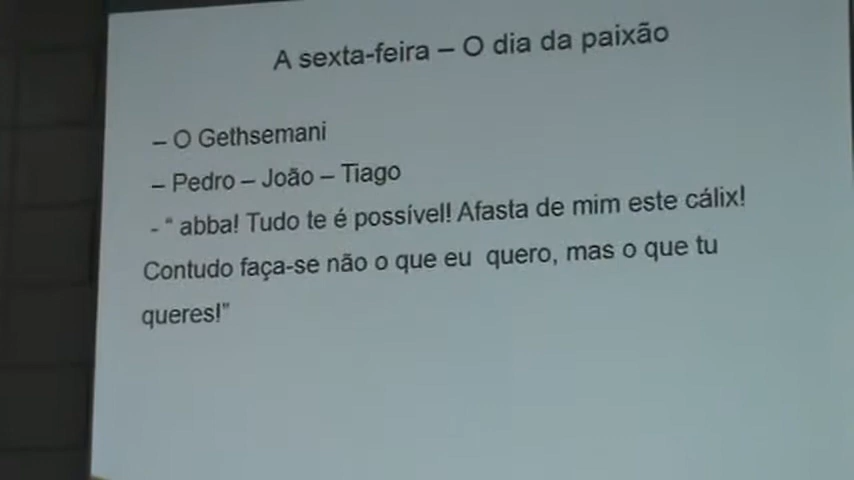 A sexta-feira – O dia da paixão
– O Gethsemani
– Pedro – João – Tiago
- “ abba! Tudo te é possível! Afasta de mim este cálix!
Contudo faça-se não o que eu quero, mas o que tu
queres!”